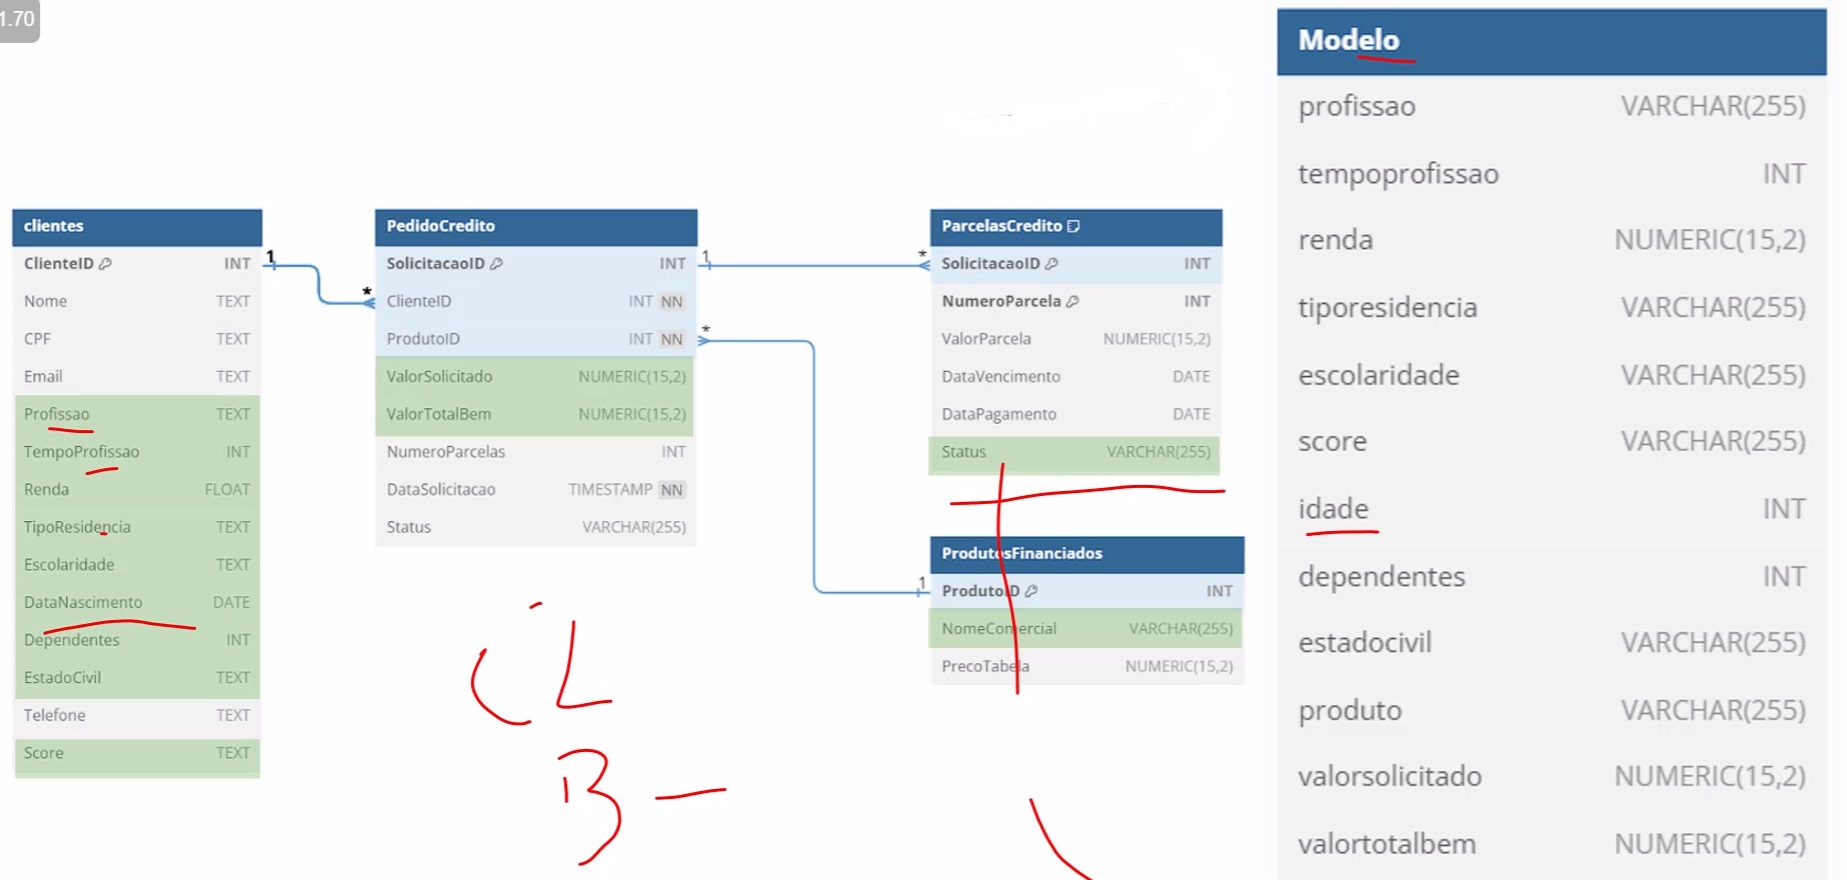 1.70
clientes
ClienteID INT
Nome TEXT
CPF TEXT
Email TEXT
Profissao TEXT
TempoProfissao INT
Renda FLOAT
TipoResidencia TEXT
Escolaridade TEXT
DataNascimento DATE
Dependentes INT
EstadoCivil TEXT
Telefone TEXT
Score TEXT
1
*
PedidoCredito
SolicitacaoID INT
ClienteID INT NN
ProdutoID INT NN
ValorSolicitado NUMERIC(15,2)
ValorTotalBem NUMERIC(15,2)
NumeroParcelas INT
DataSolicitacao TIMESTAMP NN
Status VARCHAR(255)
1
*
*
1
ParcelasCredito
SolicitacaoID INT
NumeroParcela INT
ValorParcela NUMERIC(15,2)
DataVencimento DATE
DataPagamento DATE
Status VARCHAR(255)
ProdutosFinanciados
ProdutoID INT
NomeComercial VARCHAR(255)
PrecoTabela NUMERIC(15,2)
Modelo
profissao VARCHAR(255)
tempoprofissao INT
renda NUMERIC(15,2)
tiporesidencia VARCHAR(255)
escolaridade VARCHAR(255)
score VARCHAR(255)
idade INT
dependentes INT
estadocivil VARCHAR(255)
produto VARCHAR(255)
valorsolicitado NUMERIC(15,2)
valortotalbem NUMERIC(15,2)